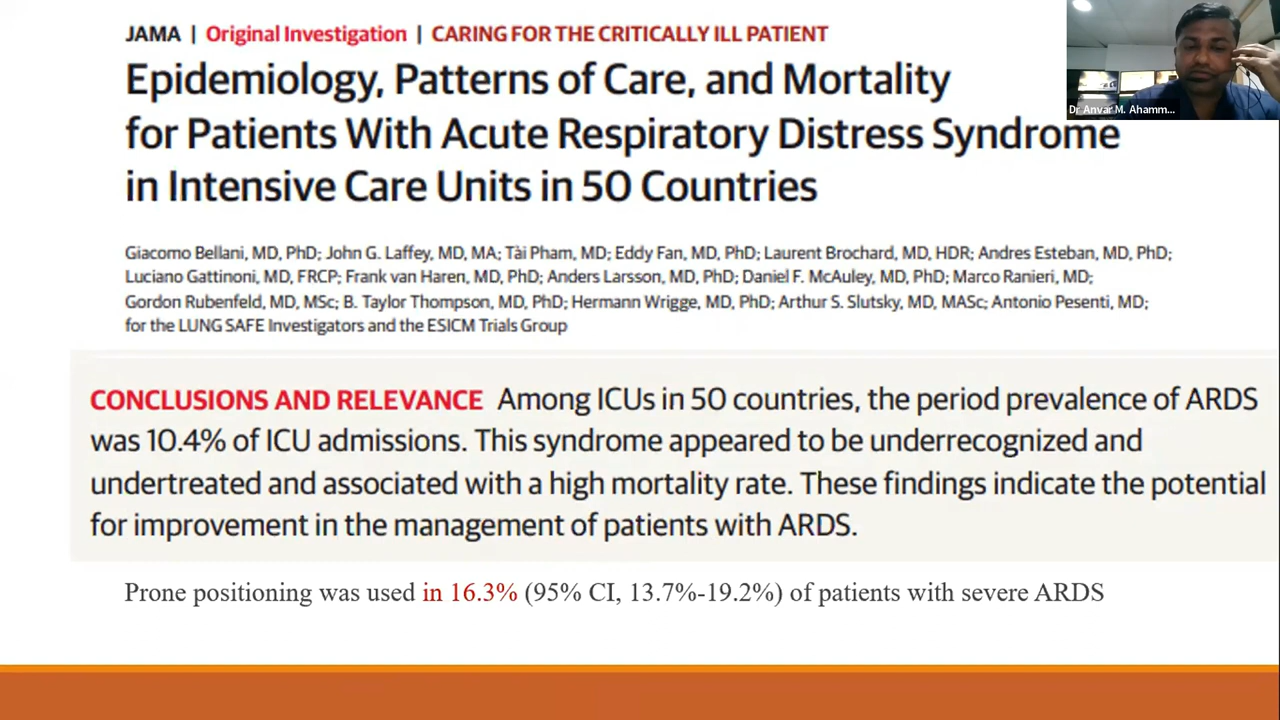 JAMA | Original Investigation | CARING FOR THE CRITICALLY ILL PATIENT
Epidemiology, Patterns of Care, and Mortality
for Patients With Acute Respiratory Distress Syndrome
in Intensive Care Units in 50 Countries
Dr Anvar M. Ahamm...
Giacomo Bellani, MD, PhD; John G. Laffey, MD, MA; Tài Pham, MD; Eddy Fan, MD, PhD; Laurent Brochard, MD, HDR; Andres Esteban, MD, PhD;
Luciano Gattinoni, MD, FRCP; Frank van Haren, MD, PhD; Anders Larsson, MD, PhD; Daniel F. McAuley, MD, PhD; Marco Ranieri, MD;
Gordon Rubenfeld, MD, MSc; B. Taylor Thompson, MD, PhD; Hermann Wrigge, MD, PhD; Arthur S. Slutsky, MD, MASc; Antonio Pesenti, MD;
for the LUNG SAFE Investigators and the ESICM Trials Group
CONCLUSIONS AND RELEVANCE Among ICUs in 50 countries, the period prevalence of ARDS
was 10.4% of ICU admissions. This syndrome appeared to be underrecognized and
undertreated and associated with a high mortality rate. These findings indicate the potential
for improvement in the management of patients with ARDS.
Prone positioning was used in 16.3% (95% CI, 13.7%-19.2%) of patients with severe ARDS